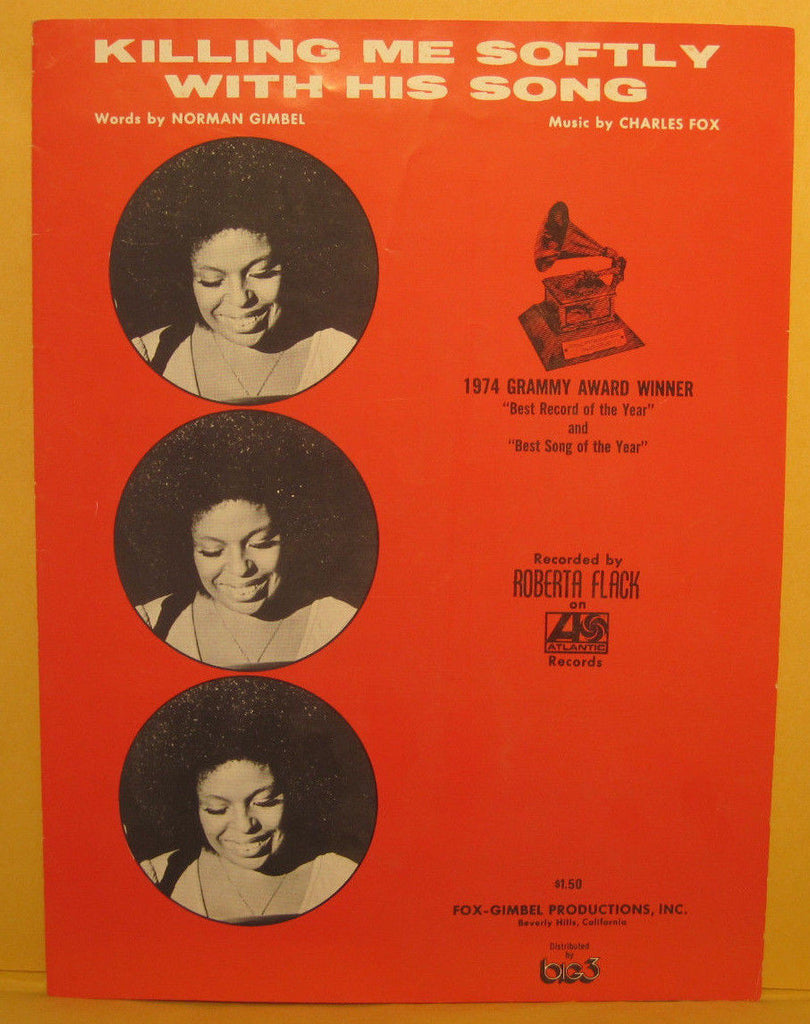 KILLING ME SOFTLY
WITH HIS SONG
Words by NORMAN GIMBEL
Music by CHARLES FOX
1974 GRAMMY AWARD WINNER
"Best Record of the Year"
and
"Best Song of the Year"
Recorded by
ROBERTA FLACK
on
ATLANTIC
Records
$1.50
FOX-GIMBEL PRODUCTIONS, INC.
Beverly Hills, California
Distributed
by
big3